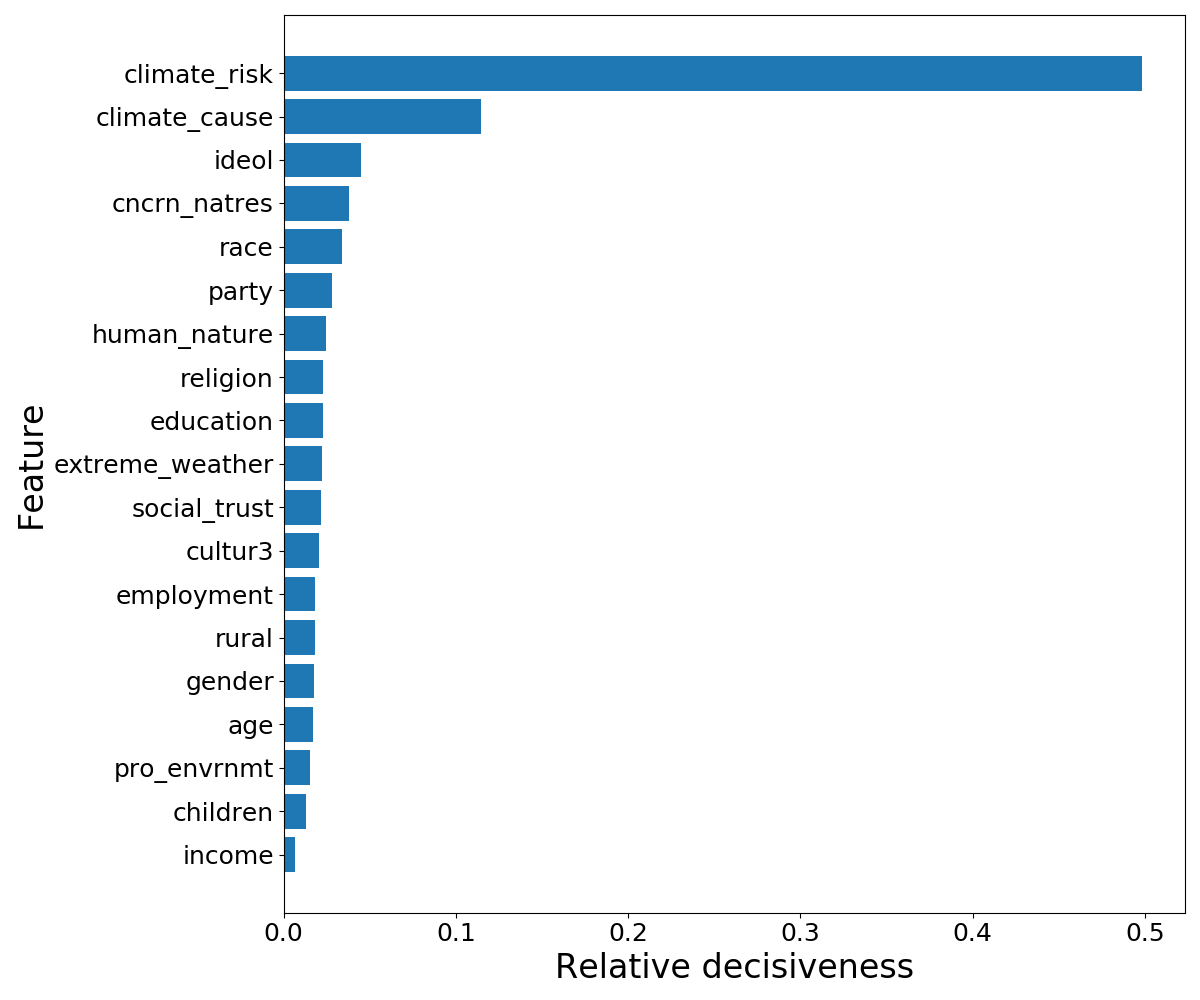 climate_risk
climate_cause
ideol
cncrn_natres
race
party
human_nature
religion
education
extreme_weather
social_trust
cultur3
employment
rural
gender
age
pro_envrnmt
children
income
Feature
0.0 0.1 0.2 0.3 0.4 0.5
Relative decisiveness